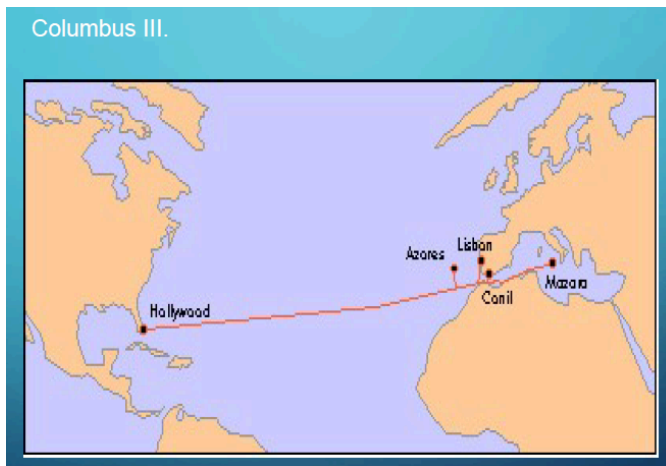 Columbus III.
Azores
Lisbon
Hollywood
Conil
Mazara